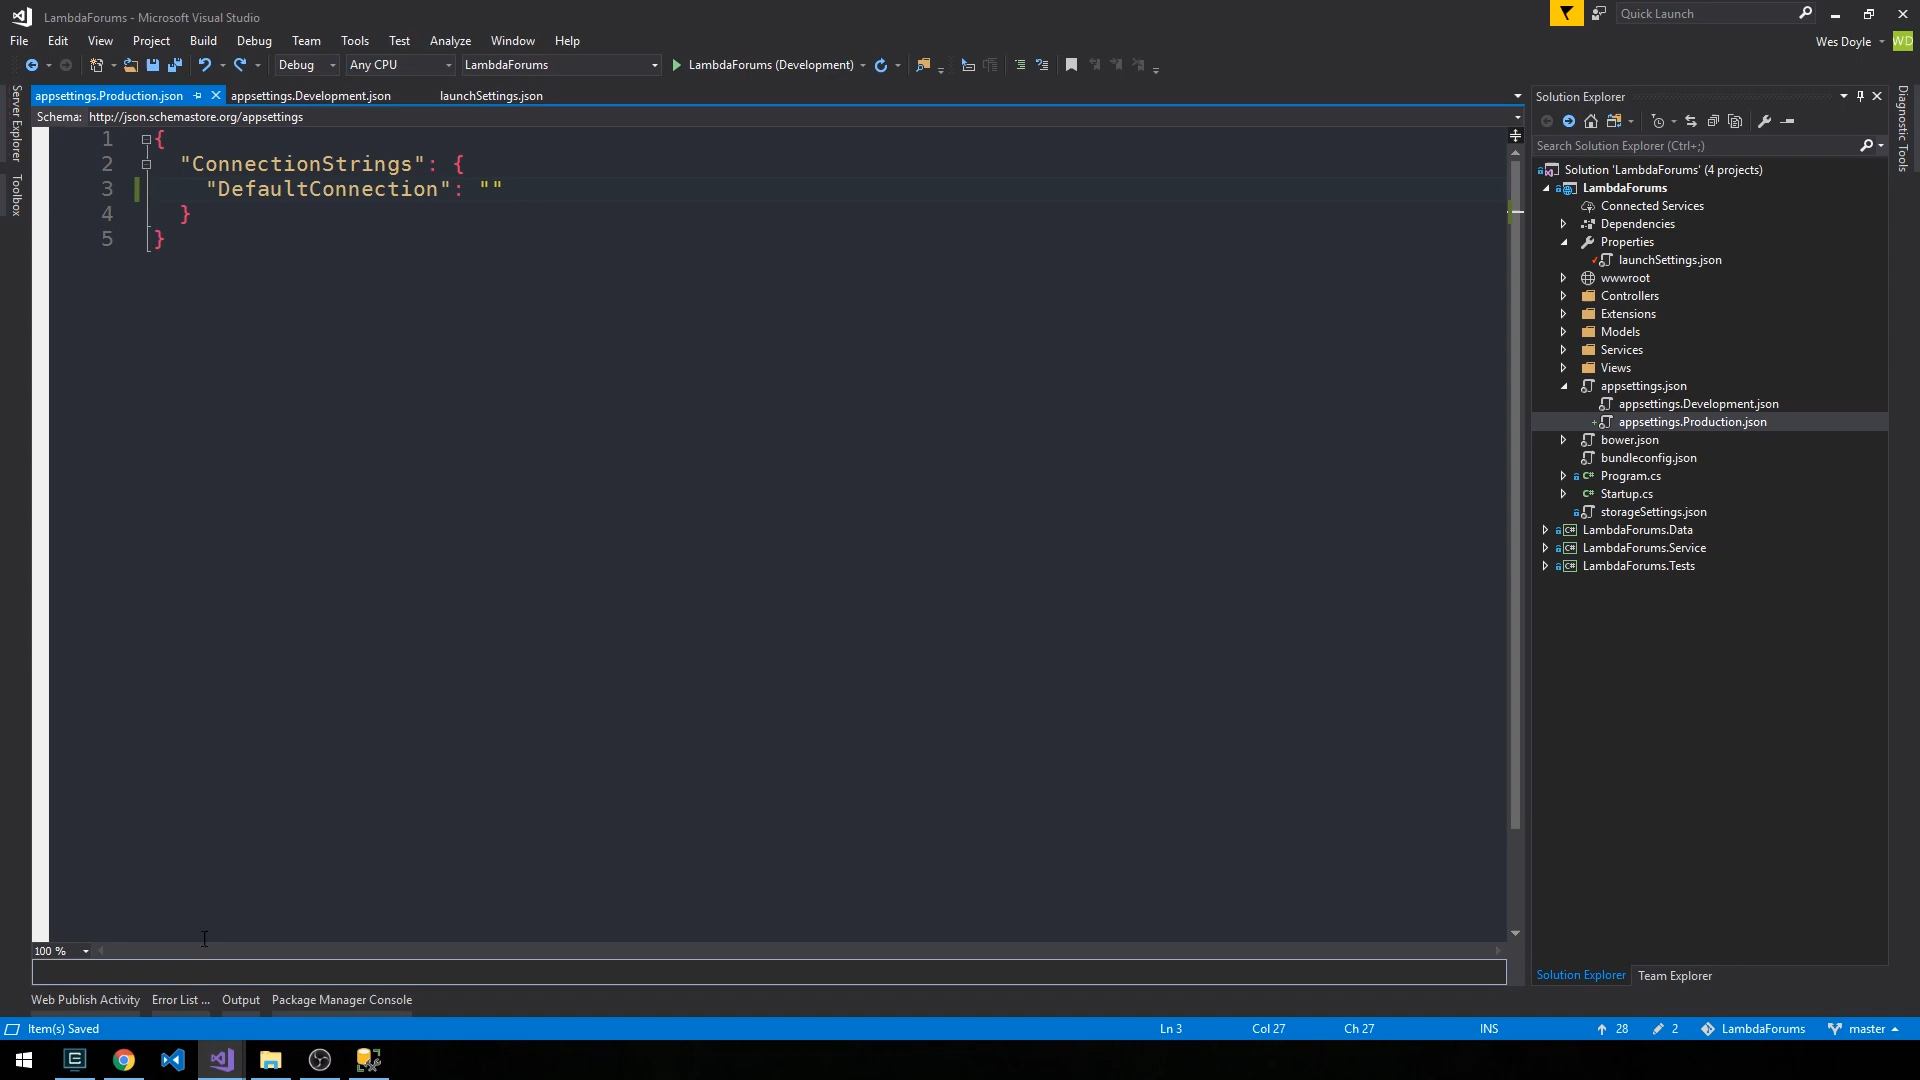 LambdaForums - Microsoft Visual Studio
Quick Launch
File Edit View Project Build Debug Team Tools Test Analyze Window Help
Wes Doyle WD
Debug Any CPU LambdaForums LambdaForums (Development)
Server Explorer
Toolbox
appsettings.Production.json appsettings.Development.json launchSettings.json
Schema: http://json.schemastore.org/appsettings
1 {
2 "ConnectionStrings": {
3 "DefaultConnection": ""
4 }
5 }
100 %
Web Publish Activity Error List ... Output Package Manager Console
Solution Explorer
Search Solution Explorer (Ctrl+;)
Solution 'LambdaForums' (4 projects)
LambdaForums
Connected Services
Dependencies
Properties
launchSettings.json
wwwroot
Controllers
Extensions
Models
Services
Views
appsettings.json
appsettings.Development.json
appsettings.Production.json
bower.json
bundleconfig.json
C# Program.cs
C# Startup.cs
storageSettings.json
C# LambdaForums.Data
C# LambdaForums.Service
C# LambdaForums.Tests
Solution Explorer Team Explorer
Diagnostic Tools
Item(s) Saved Ln 3 Col 27 Ch 27 INS 28 2 LambdaForums master